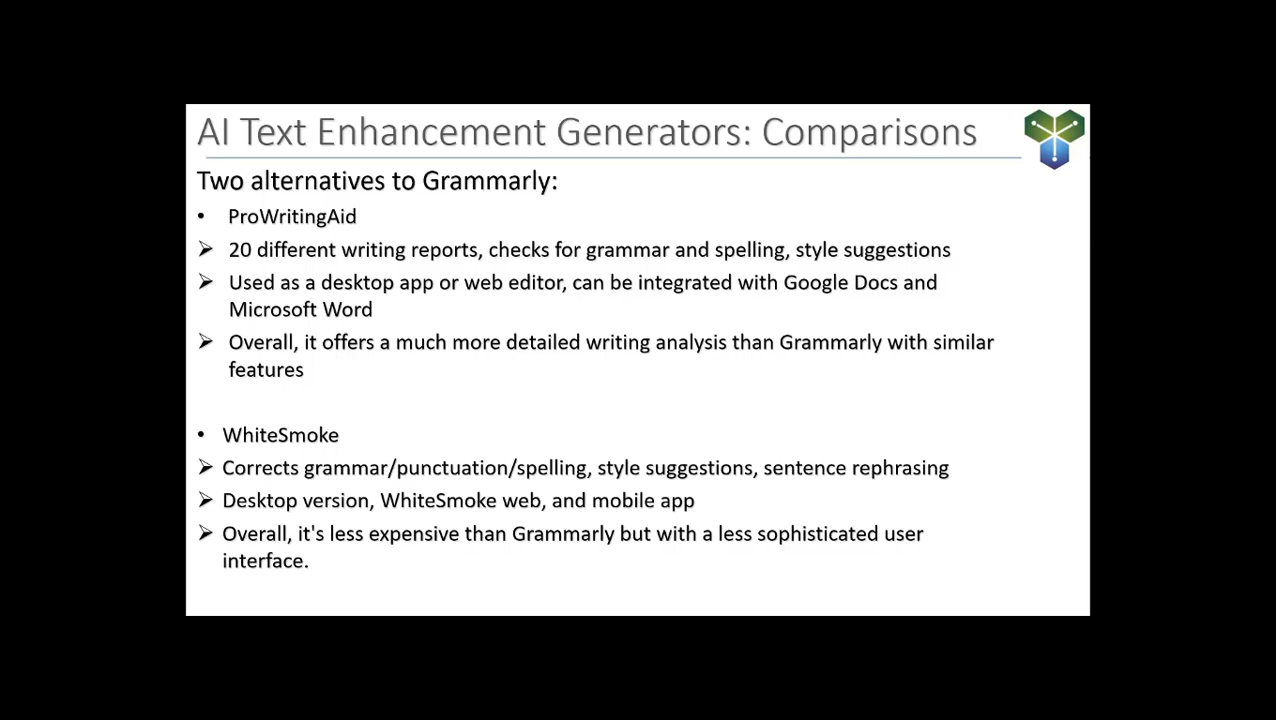 AI Text Enhancement Generators: Comparisons
Two alternatives to Grammarly:
• ProWritingAid
➢ 20 different writing reports, checks for grammar and spelling, style suggestions
➢ Used as a desktop app or web editor, can be integrated with Google Docs and
Microsoft Word
➢ Overall, it offers a much more detailed writing analysis than Grammarly with similar
features
• WhiteSmoke
➢ Corrects grammar/punctuation/spelling, style suggestions, sentence rephrasing
➢ Desktop version, WhiteSmoke web, and mobile app
➢ Overall, it's less expensive than Grammarly but with a less sophisticated user
interface.